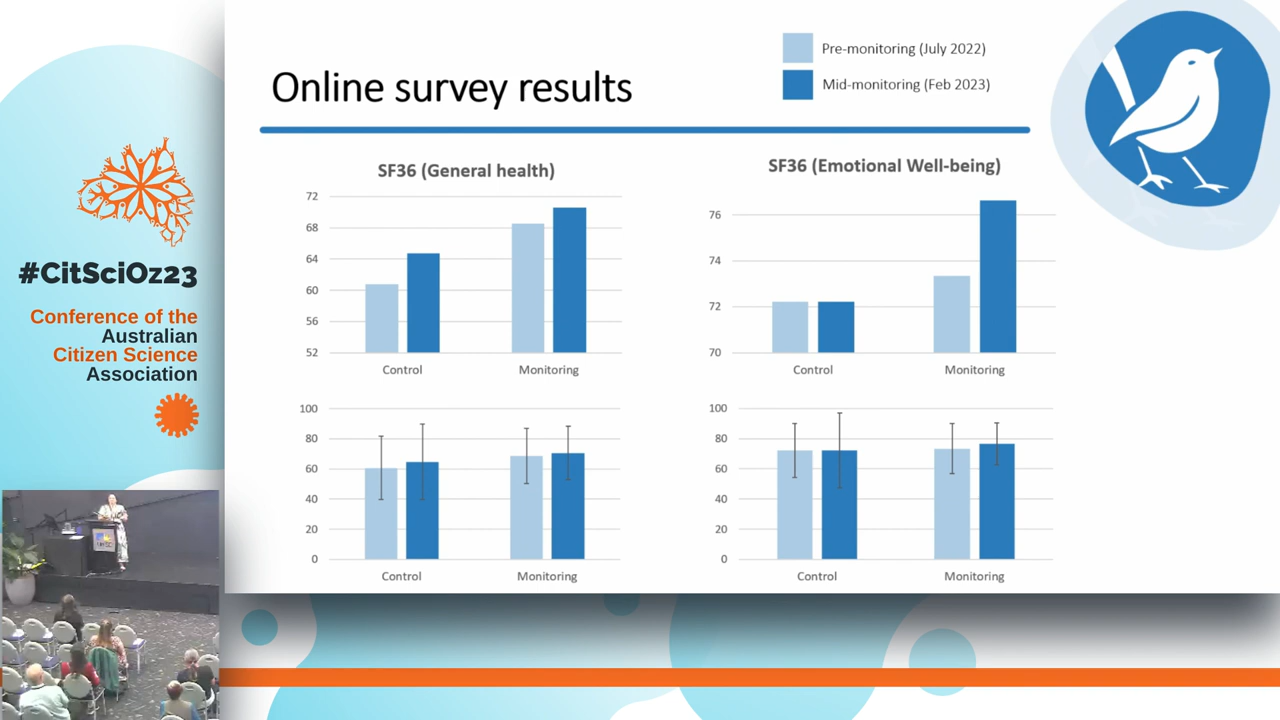 Online survey results
Pre-monitoring (July 2022)
Mid-monitoring (Feb 2023)
SF36 (General health)
72
68
64
60
56
52
Control
Monitoring
SF36 (Emotional Well-being)
76
74
72
70
Control
Monitoring
100
80
60
40
20
0
Control
Monitoring
100
80
60
40
20
0
Control
Monitoring
#CitSciOz23
Conference of the
Australian
Citizen Science
Association